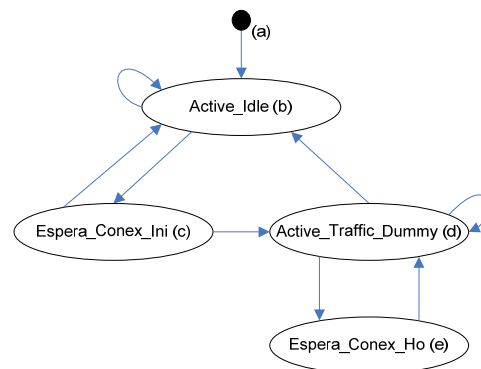 (a)
Active_Idle (b)
Espera_Conex_Ini (c)
Active_Traffic_Dummy (d)
Espera_Conex_Ho (e)